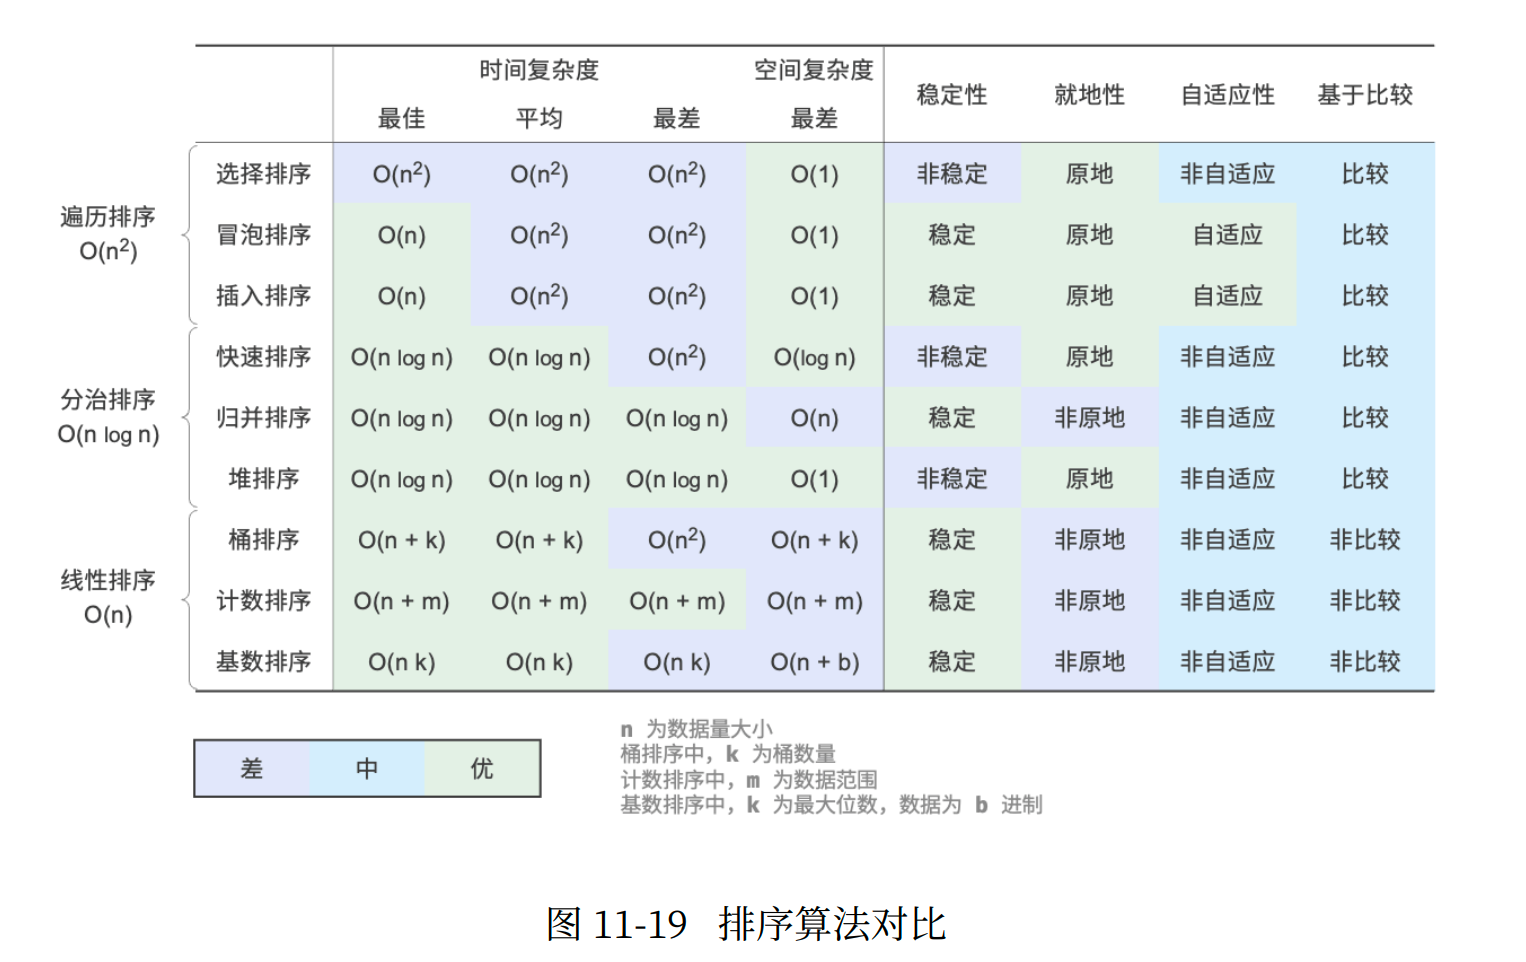 时间复杂度 空间复杂度 稳定性 就地性 自适应性 基于比较
最佳 平均 最差 最差
遍历排序
O(n²)
选择排序 O(n²) O(n²) O(n²) O(1) 非稳定 原地 非自适应 比较
冒泡排序 O(n) O(n²) O(n²) O(1) 稳定 原地 自适应 比较
插入排序 O(n) O(n²) O(n²) O(1) 稳定 原地 自适应 比较
分治排序
O(n log n)
快速排序 O(n log n) O(n log n) O(n²) O(log n) 非稳定 原地 非自适应 比较
归并排序 O(n log n) O(n log n) O(n log n) O(n) 稳定 非原地 非自适应 比较
堆排序 O(n log n) O(n log n) O(n log n) O(1) 非稳定 原地 非自适应 比较
线性排序
O(n)
桶排序 O(n + k) O(n + k) O(n²) O(n + k) 稳定 非原地 非自适应 非比较
计数排序 O(n + m) O(n + m) O(n + m) O(n + m) 稳定 非原地 非自适应 非比较
基数排序 O(n k) O(n k) O(n k) O(n + b) 稳定 非原地 非自适应 非比较
差 中 优
n 为数据量大小
桶排序中，k 为桶数量
计数排序中，m 为数据范围
基数排序中，k 为最大位数，数据为 b 进制
图 11-19 排序算法对比